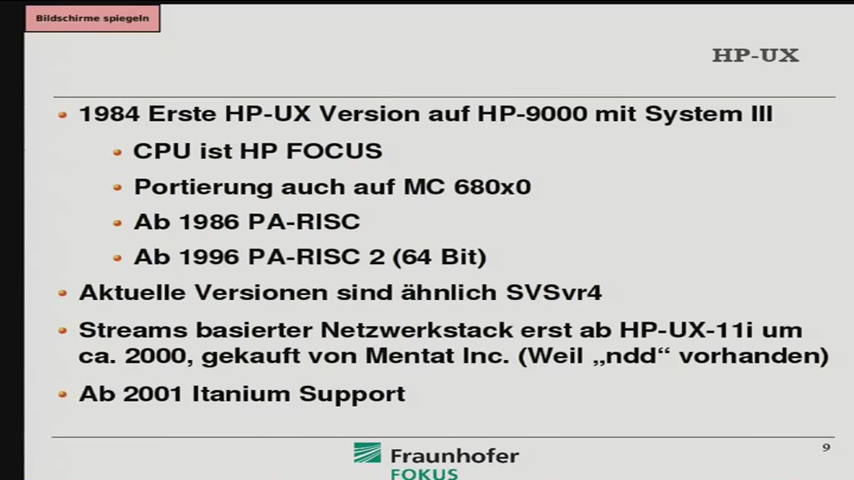 Bildschirme spiegeln
HP-UX
1984 Erste HP-UX Version auf HP-9000 mit System III
CPU ist HP FOCUS
Portierung auch auf MC 680x0
Ab 1986 PA-RISC
Ab 1996 PA-RISC 2 (64 Bit)
Aktuelle Versionen sind ähnlich SVSvr4
Streams basierter Netzwerkstack erst ab HP-UX-11i um
ca. 2000, gekauft von Mentat Inc. (Weil „ndd“ vorhanden)
Ab 2001 Itanium Support
9
Fraunhofer
FOKUS